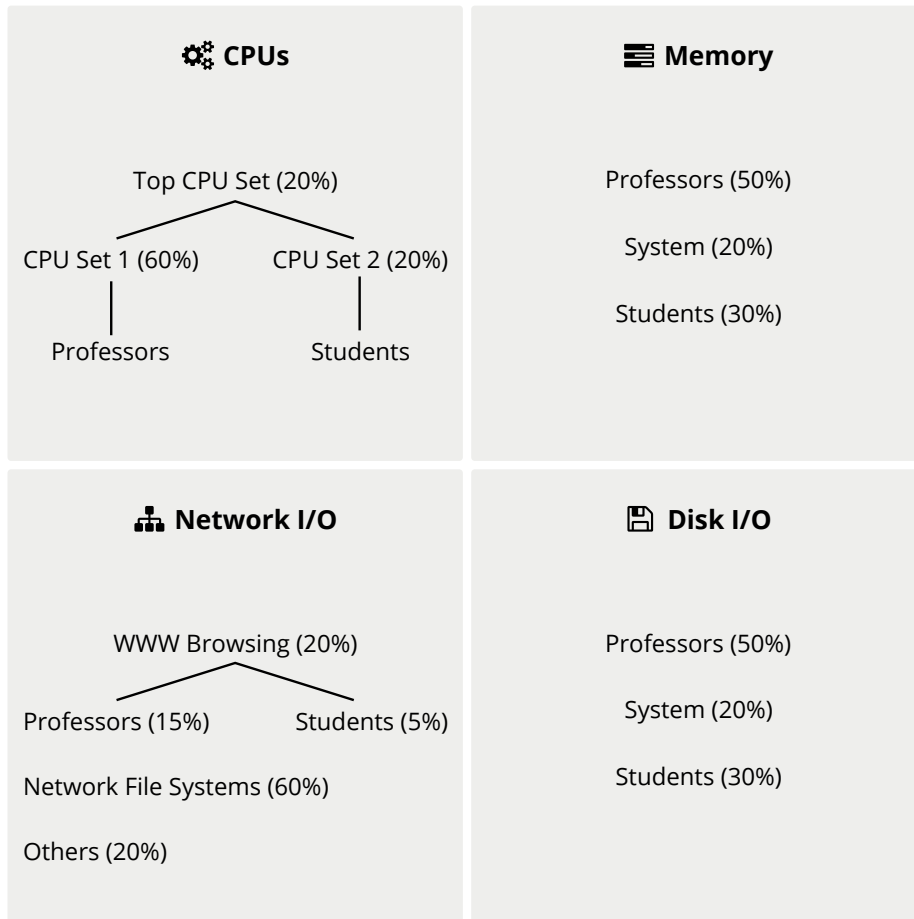 CPUs
Top CPU Set (20%)
CPU Set 1 (60%)
CPU Set 2 (20%)
Professors
Students
Memory
Professors (50%)
System (20%)
Students (30%)
Network I/O
WWW Browsing (20%)
Professors (15%)
Students (5%)
Network File Systems (60%)
Others (20%)
Disk I/O
Professors (50%)
System (20%)
Students (30%)